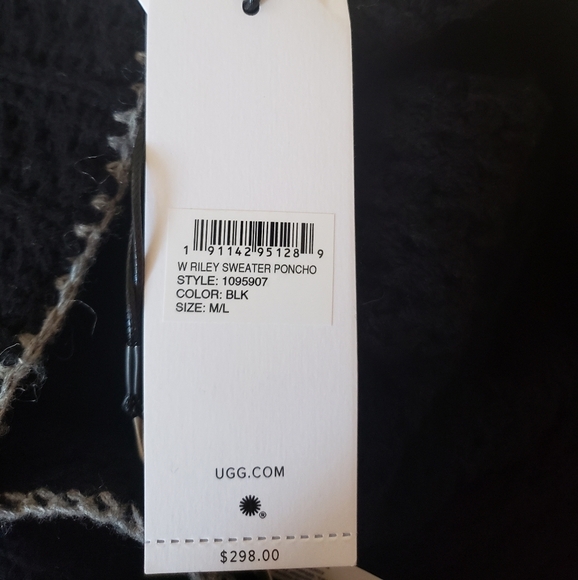 1 91142 95128 9
W RILEY SWEATER PONCHO
STYLE: 1095907
COLOR: BLK
SIZE: M/L
UGG.COM
®
$298.00